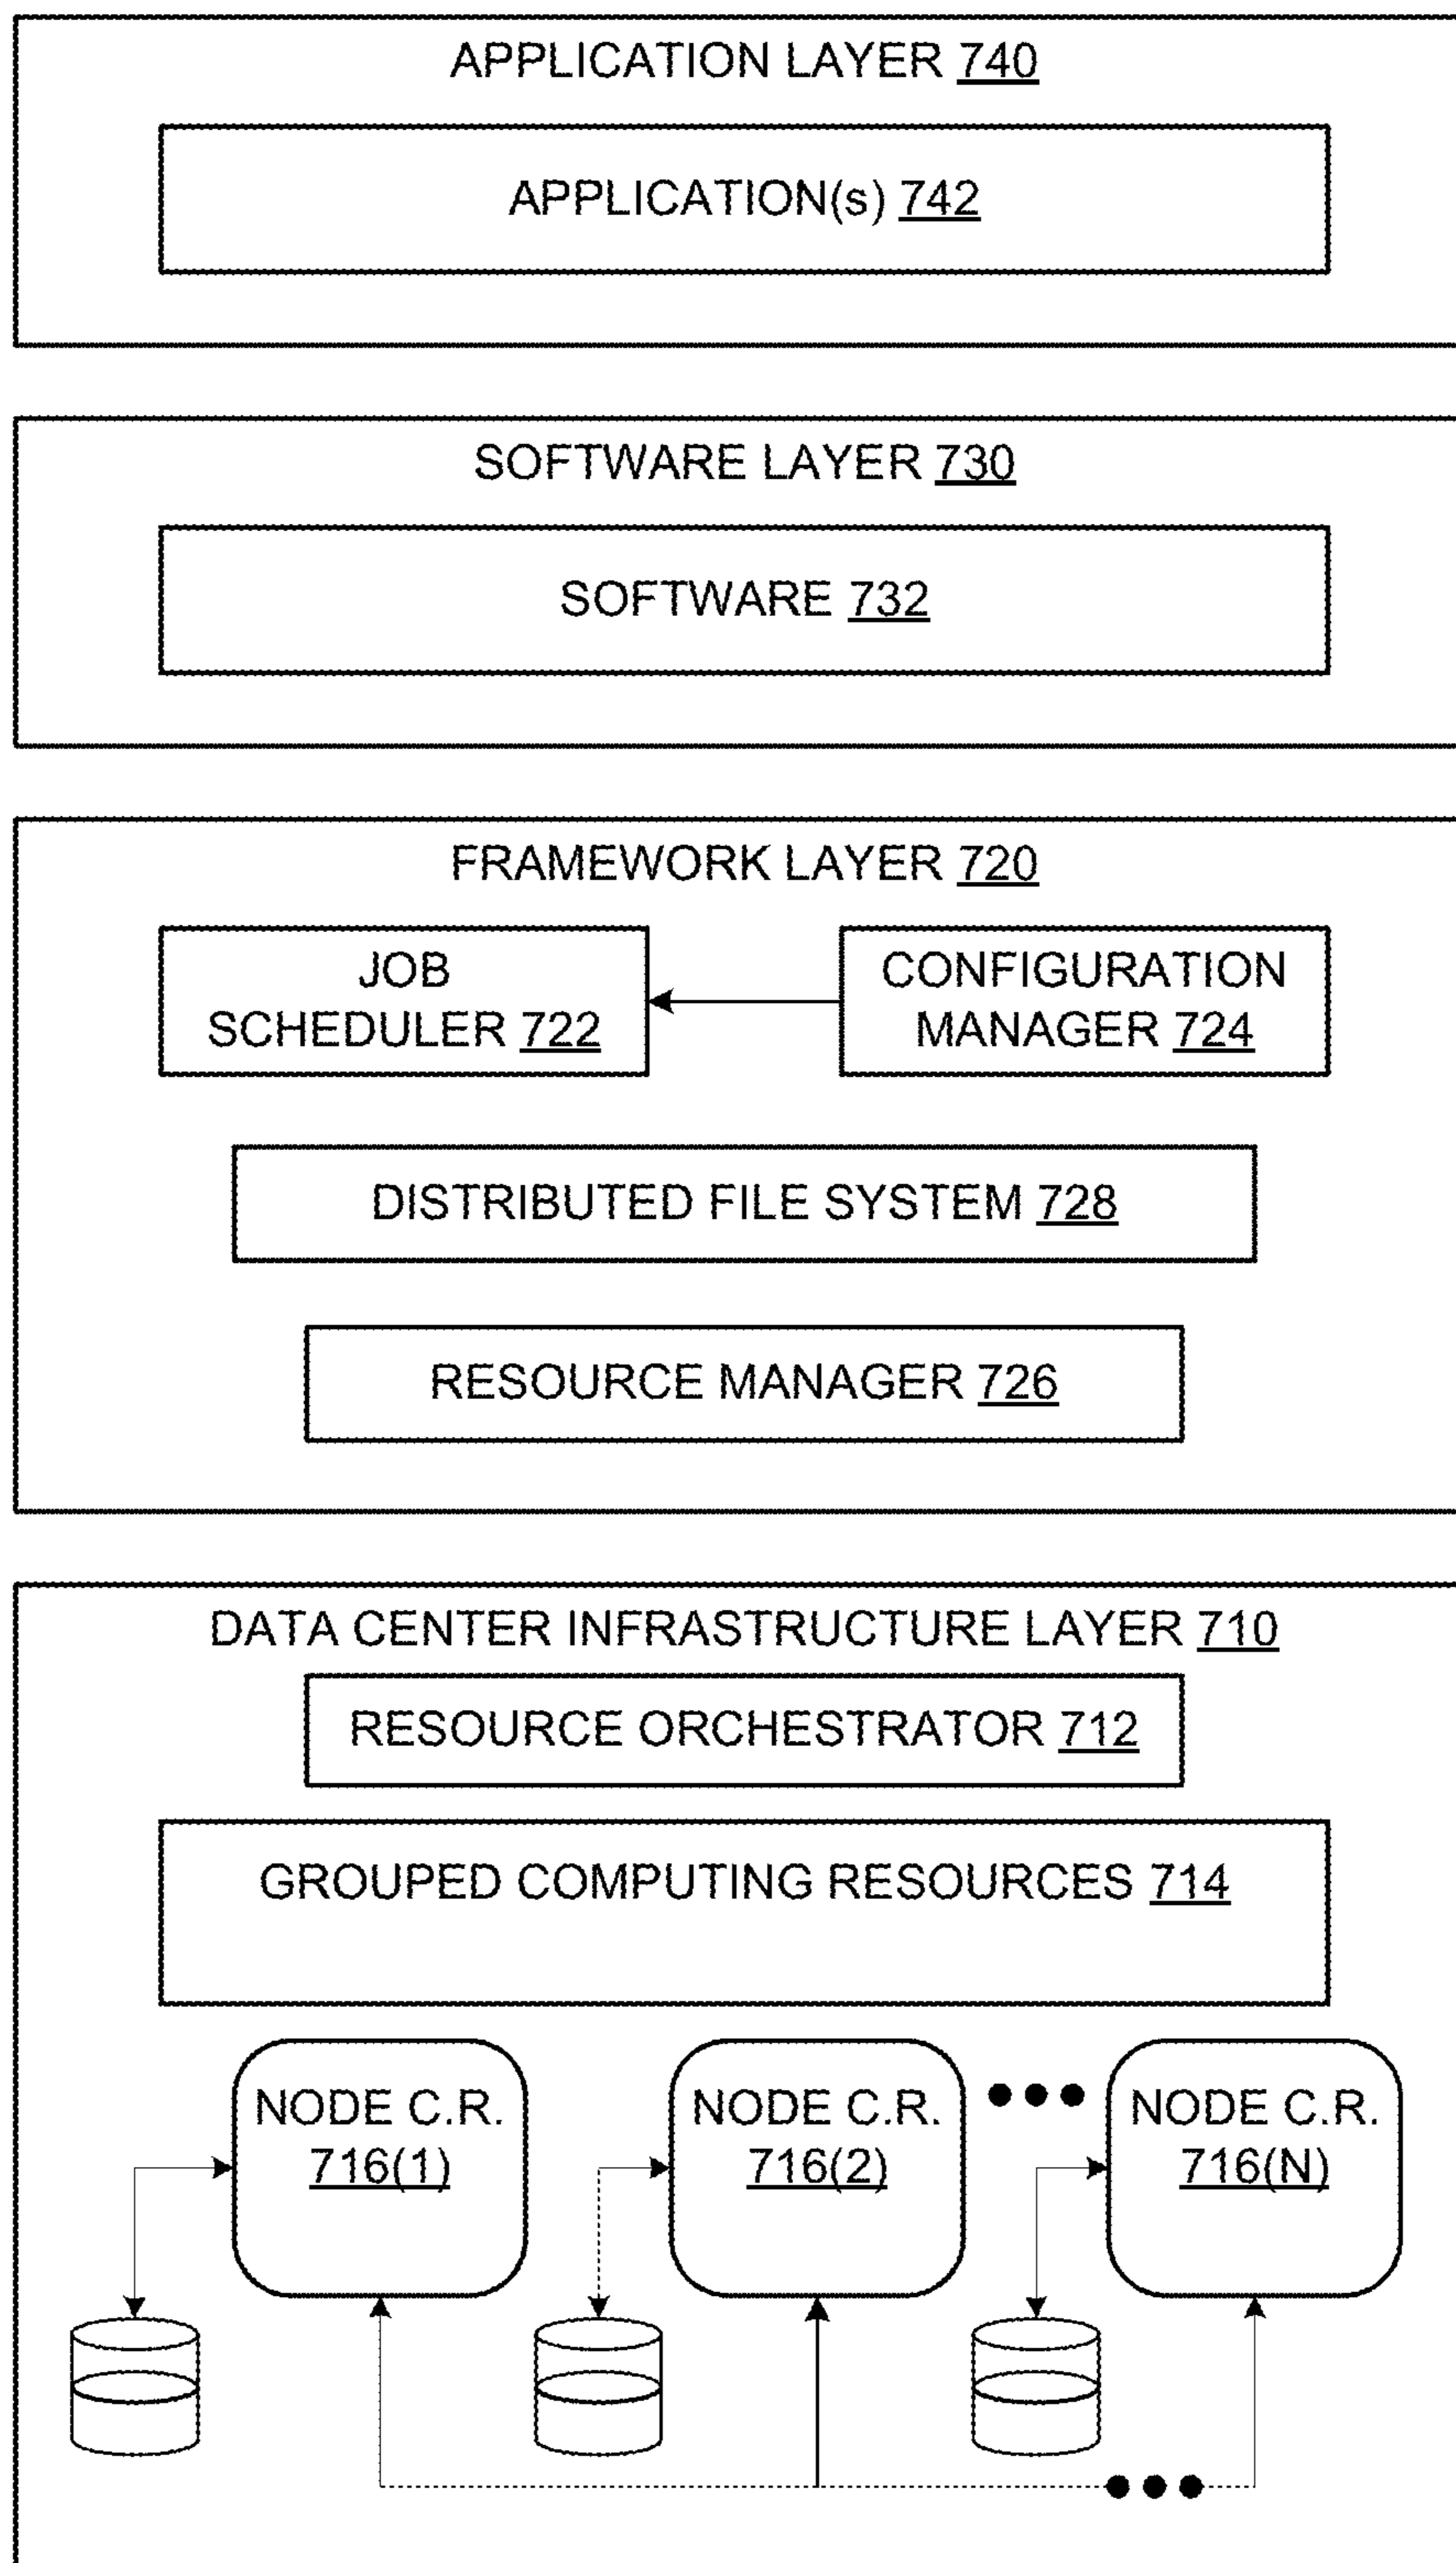 APPLICATION LAYER 740
APPLICATION(s) 742
SOFTWARE LAYER 730
SOFTWARE 732
FRAMEWORK LAYER 720
JOB
SCHEDULER 722
CONFIGURATION
MANAGER 724
DISTRIBUTED FILE SYSTEM 728
RESOURCE MANAGER 726
DATA CENTER INFRASTRUCTURE LAYER 710
RESOURCE ORCHESTRATOR 712
GROUPED COMPUTING RESOURCES 714
NODE C.R.
716(1)
NODE C.R.
716(2)
NODE C.R.
716(N)